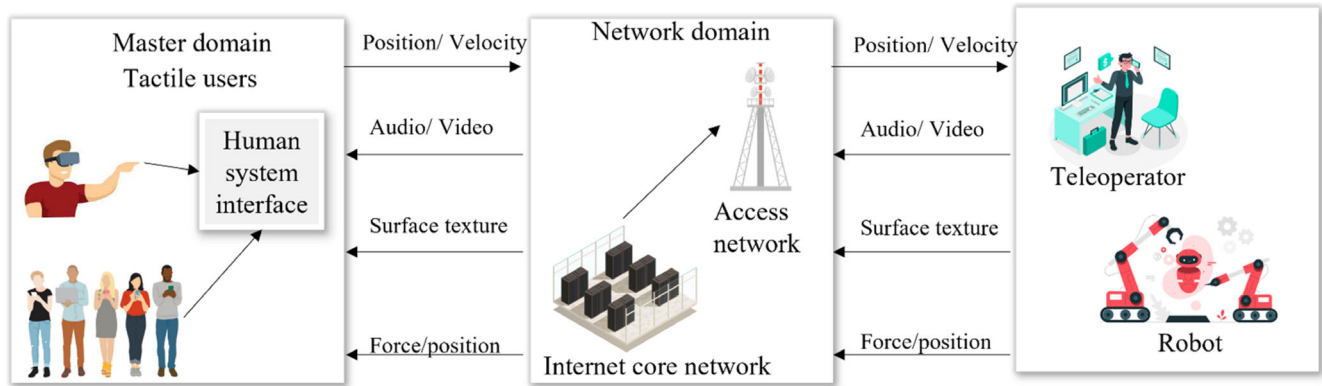 Master domain
Tactile users
Human
system
interface
Position/ Velocity
Audio/ Video
Surface texture
Force/position
Network domain
Access
network
Internet core network
Position/ Velocity
Audio/ Video
Surface texture
Force/position
Teleoperator
Robot